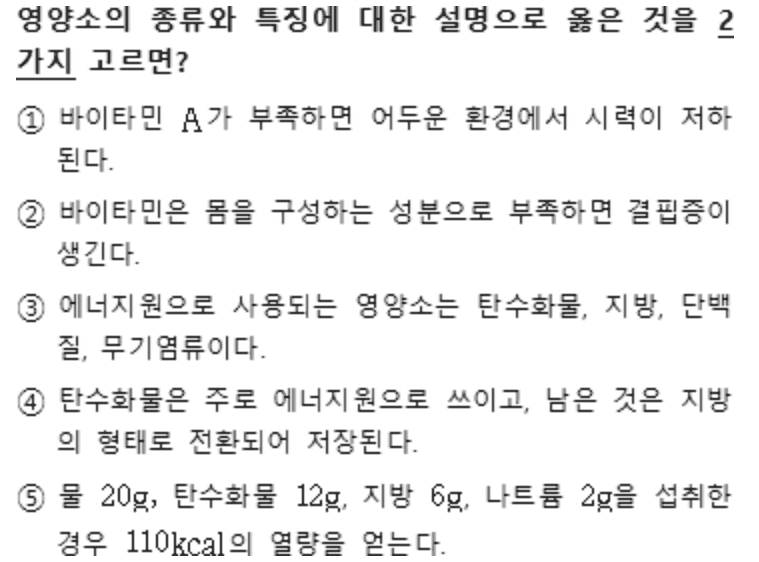 영양소의 종류와 특징에 대한 설명으로 옳은 것을 2
가지 고르면?
① 바이타민 A가 부족하면 어두운 환경에서 시력이 저하
된다.
② 바이타민은 몸을 구성하는 성분으로 부족하면 결핍증이
생긴다.
③ 에너지원으로 사용되는 영양소는 탄수화물, 지방, 단백
질, 무기염류이다.
④ 탄수화물은 주로 에너지원으로 쓰이고, 남은 것은 지방
의 형태로 전환되어 저장된다.
⑤ 물 20g, 탄수화물 12g, 지방 6g, 나트륨 2g을 섭취한
경우 110kcal의 열량을 얻는다.